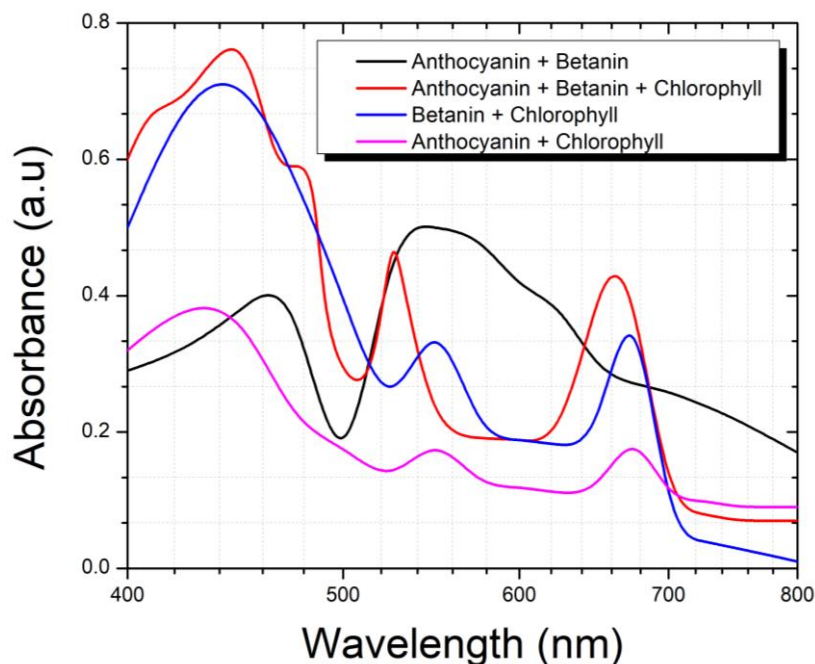 0.8
Anthocyanin + Betanin
Anthocyanin + Betanin + Chlorophyll
Betanin + Chlorophyll
Anthocyanin + Chlorophyll
0.6
Absorbance (a.u)
0.4
0.2
0.0
400 500 600 700 800
Wavelength (nm)